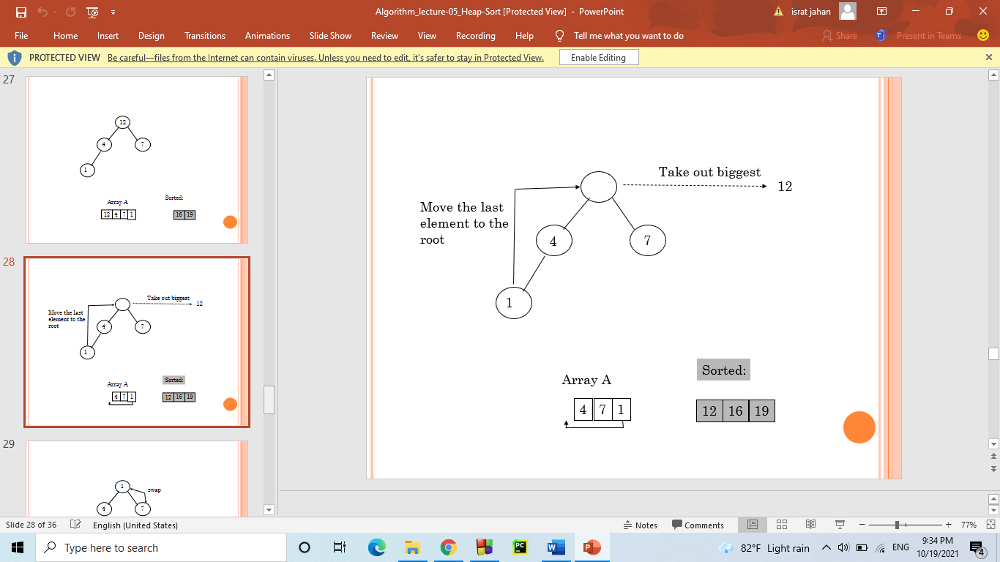 Algorithm_lecture-05_Heap-Sort [Protected View] - PowerPoint
israt jahan
File Home Insert Design Transitions Animations Slide Show Review View Recording Help Tell me what you want to do Share Present in Teams
PROTECTED VIEW Be careful—files from the Internet can contain viruses. Unless you need to edit, it's safer to stay in Protected View. Enable Editing
27
12
4 7
1
Array A Sorted:
12 4 7 1 16 19
28
Take out biggest
12
Move the last
element to the
root
4 7
1
Array A Sorted:
4 7 1 12 16 19
29
1
swap
4 7
Take out biggest
12
Move the last
element to the
root
4 7
1
Sorted:
Array A
4 7 1 12 16 19
Slide 28 of 36 English (United States) Notes Comments 77%
Type here to search
82°F Light rain ENG
9:34 PM
10/19/2021
4